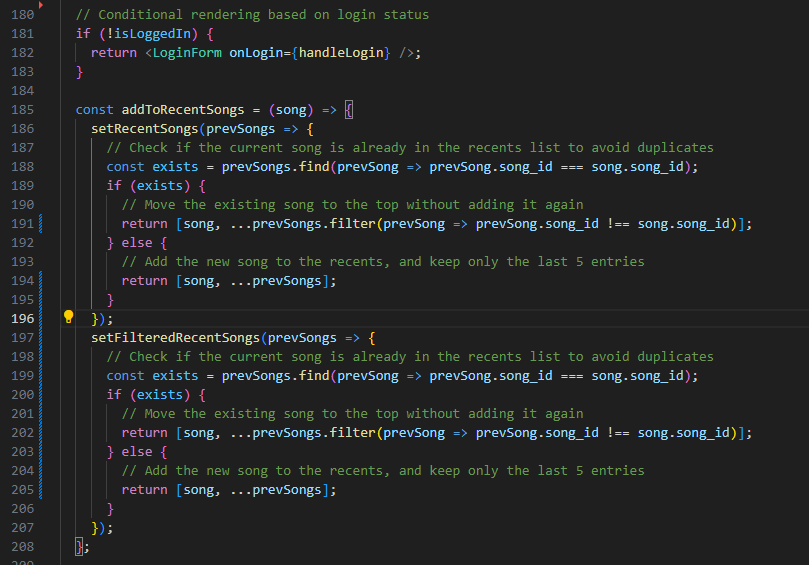 180 // Conditional rendering based on login status
181 if (!isLoggedIn) {
182 return <LoginForm onLogin={handleLogin} />;
183 }
184
185 const addToRecentSongs = (song) => {
186 setRecentSongs(prevSongs => {
187 // Check if the current song is already in the recents list to avoid duplicates
188 const exists = prevSongs.find(prevSong => prevSong.song_id === song.song_id);
189 if (exists) {
190 // Move the existing song to the top without adding it again
191 return [song, ...prevSongs.filter(prevSong => prevSong.song_id !== song.song_id)];
192 } else {
193 // Add the new song to the recents, and keep only the last 5 entries
194 return [song, ...prevSongs];
195 }
196 });
197 setFilteredRecentSongs(prevSongs => {
198 // Check if the current song is already in the recents list to avoid duplicates
199 const exists = prevSongs.find(prevSong => prevSong.song_id === song.song_id);
200 if (exists) {
201 // Move the existing song to the top without adding it again
202 return [song, ...prevSongs.filter(prevSong => prevSong.song_id !== song.song_id)];
203 } else {
204 // Add the new song to the recents, and keep only the last 5 entries
205 return [song, ...prevSongs];
206 }
207 });
208 };